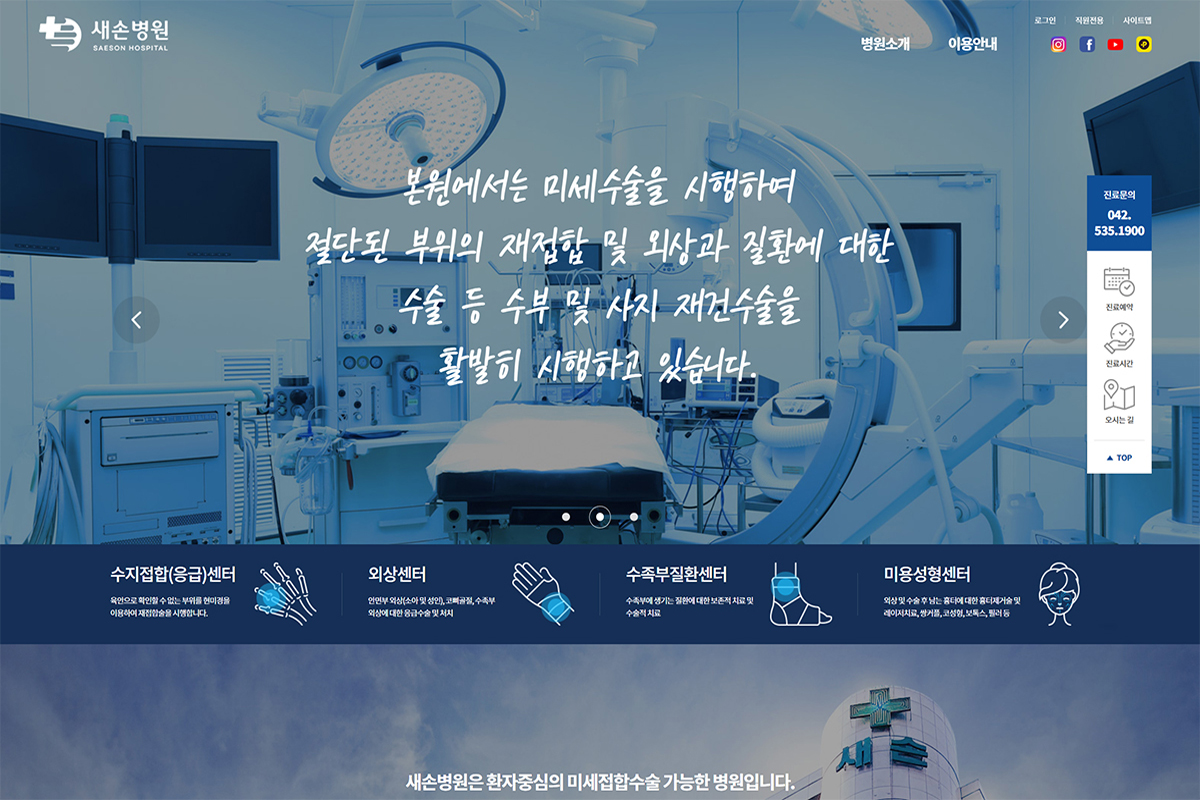 새손병원
SAESON HOSPITAL
로그인
직원전용
사이트맵
병원소개
이용안내
본원에서는 미세수술을 시행하여
절단된 부위의 재접합 및 외상과 질환에 대한
수술 등 수부 및 사지 재건수술을
활발히 시행하고 있습니다.
진료문의
042.
535.1900
진료예약
진료시간
오시는 길
▲ TOP
수지접합(응급)센터
육안으로 확인할 수 없는 부위를 현미경을
이용하여 재접합술을 시행합니다.
외상센터
안면부 외상(소아 및 성인), 코뼈골절, 수족부
외상에 대한 응급수술 및 처치
수족부질환센터
수족부에 생기는 질환에 대한 보존적 치료 및
수술적 치료
미용성형센터
외상 및 수술 후 남는 흉터에 대한 흉터제거술 및
레이저치료, 쌍커플, 코성형, 보톡스, 필러 등
새손
새손병원은 환자중심의 미세접합수술 가능한 병원입니다.